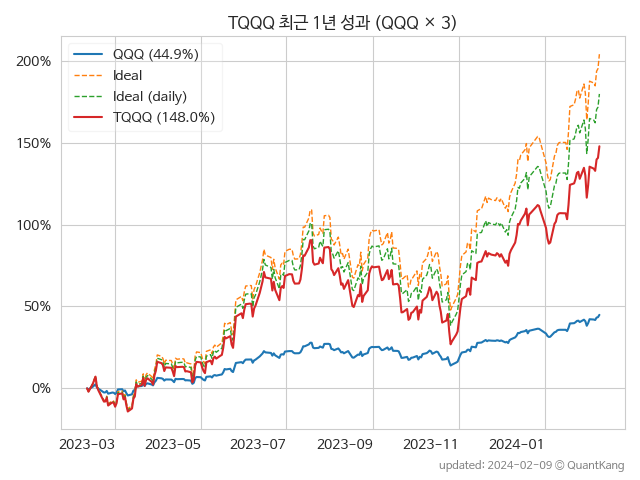 TQQQ 최근 1년 성과 (QQQ × 3)
QQQ (44.9%)
Ideal
Ideal (daily)
TQQQ (148.0%)
200%
150%
100%
50%
0%
2023-03 2023-05 2023-07 2023-09 2023-11 2024-01
updated: 2024-02-09 © QuantKang